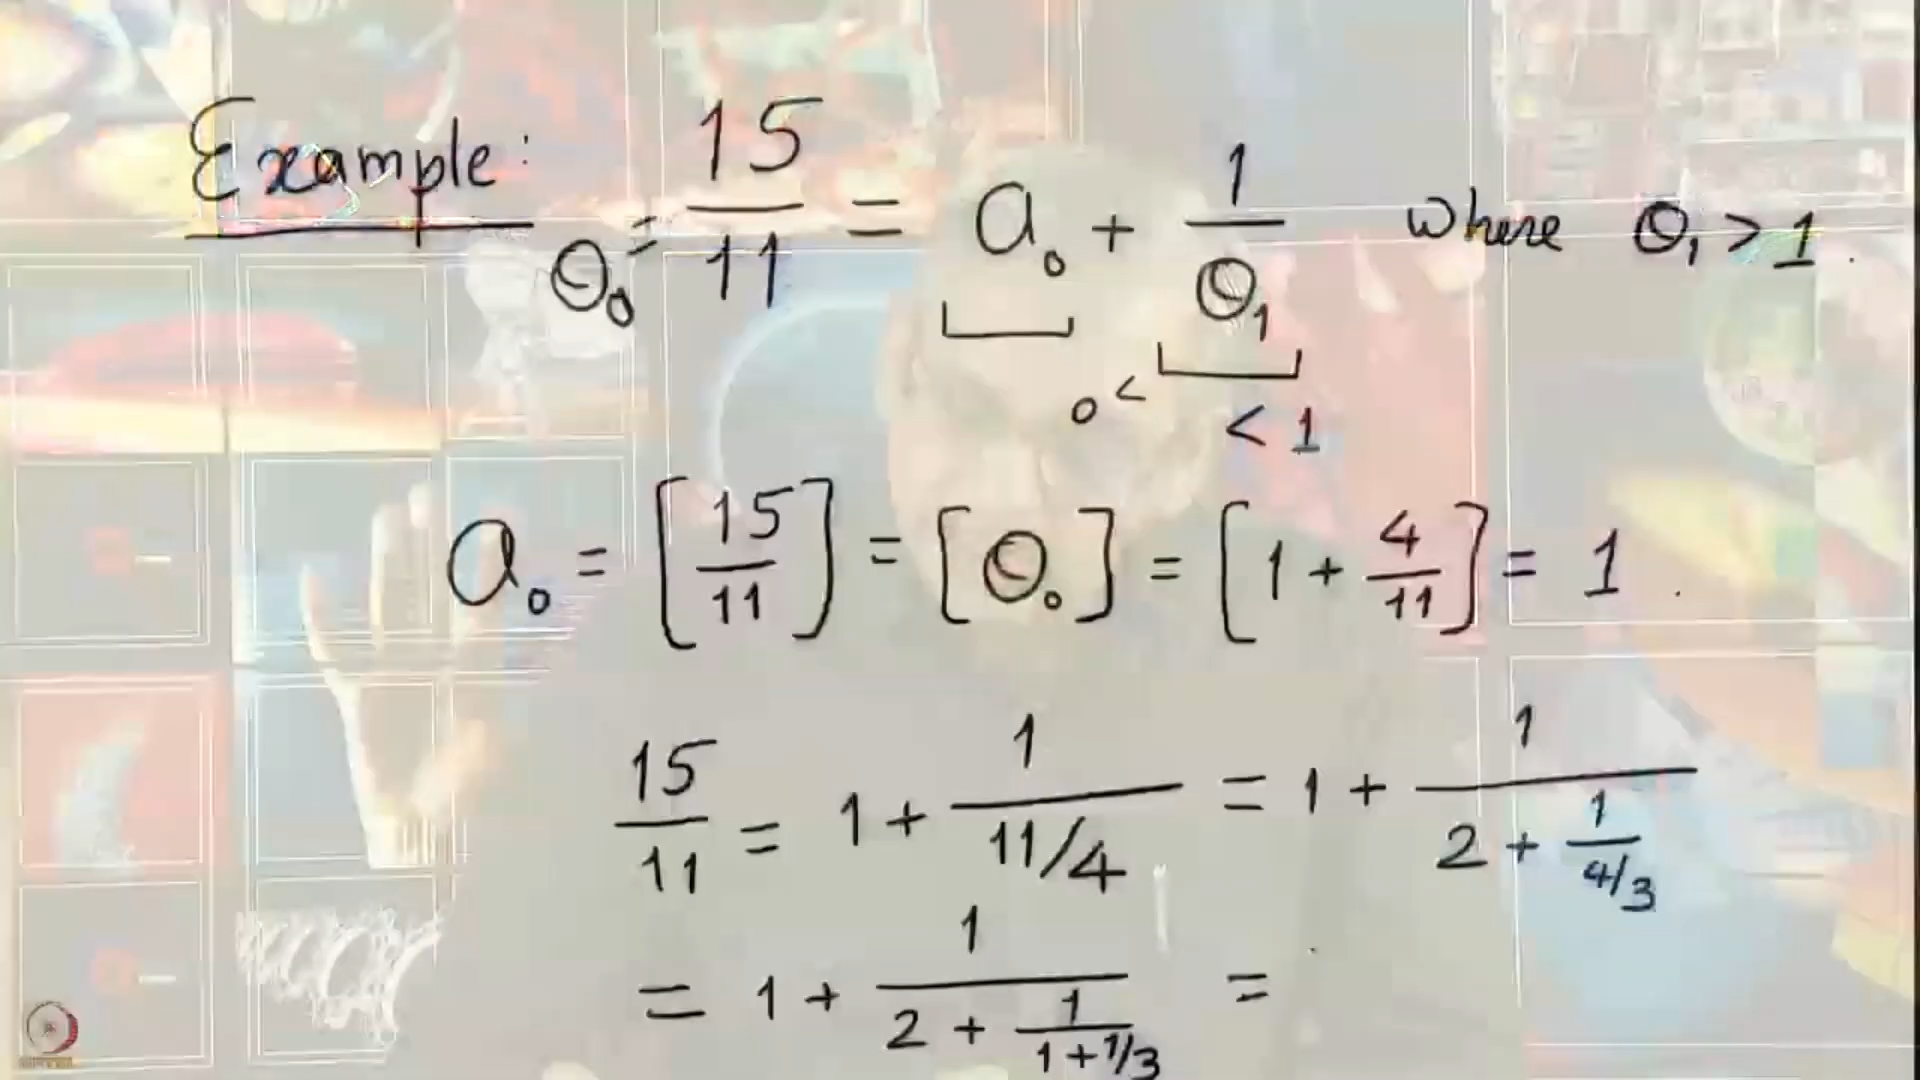 Example: θ₀ = 15/11 = a₀ + 1/θ₁ where θ₁ > 1.
0 < < 1
a₀ = [15/11] = [θ₀] = [1 + 4/11] = 1.
15/11 = 1 + 1/(11/4) = 1 + 1/(2 + 1/(4/3))
= 1 + 1/(2 + 1/(1 + 1/3)) =